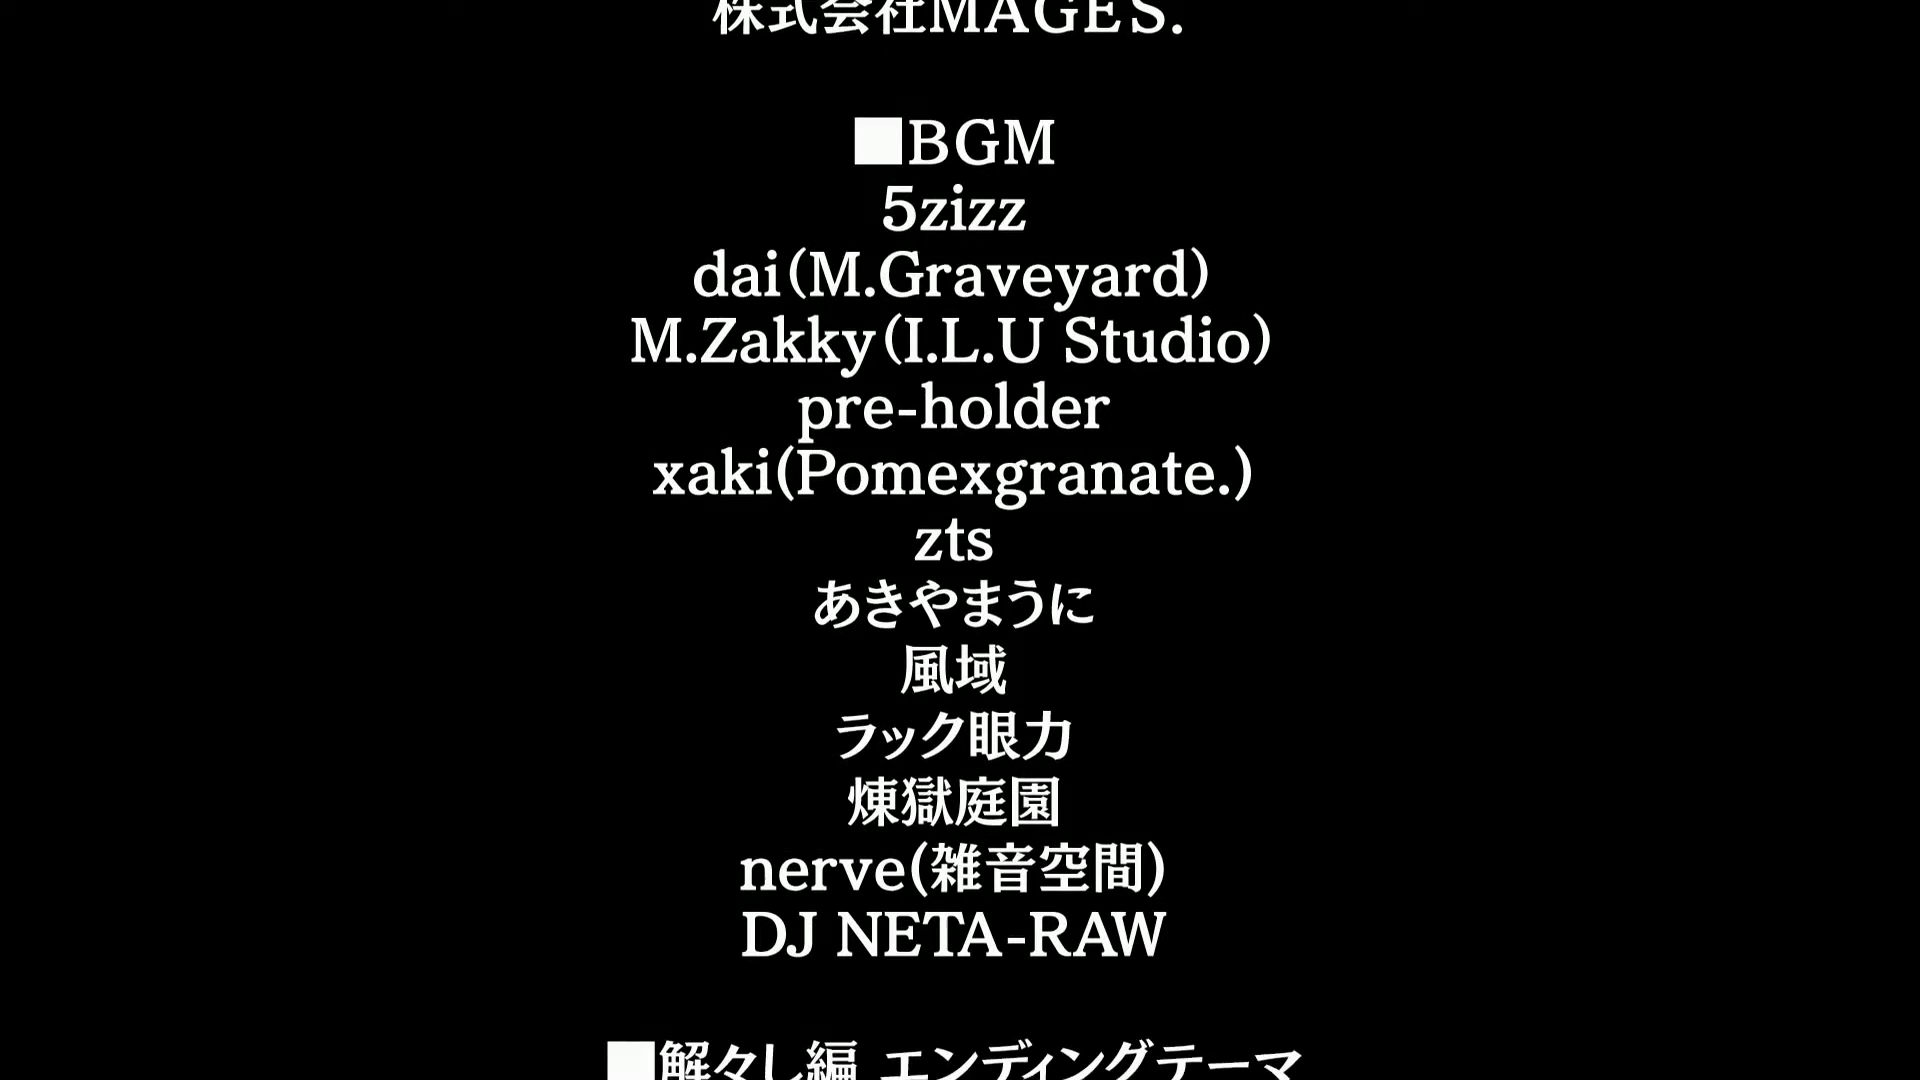 株式会社MAGES.
■BGM
5zizz
dai(M.Graveyard)
M.Zakky(I.L.U Studio)
pre-holder
xaki(Pomexgranate.)
zts
あきやまうに
風域
ラック眼力
煉獄庭園
nerve(雑音空間)
DJ NETA-RAW
■解々し編 エンディングテーマ